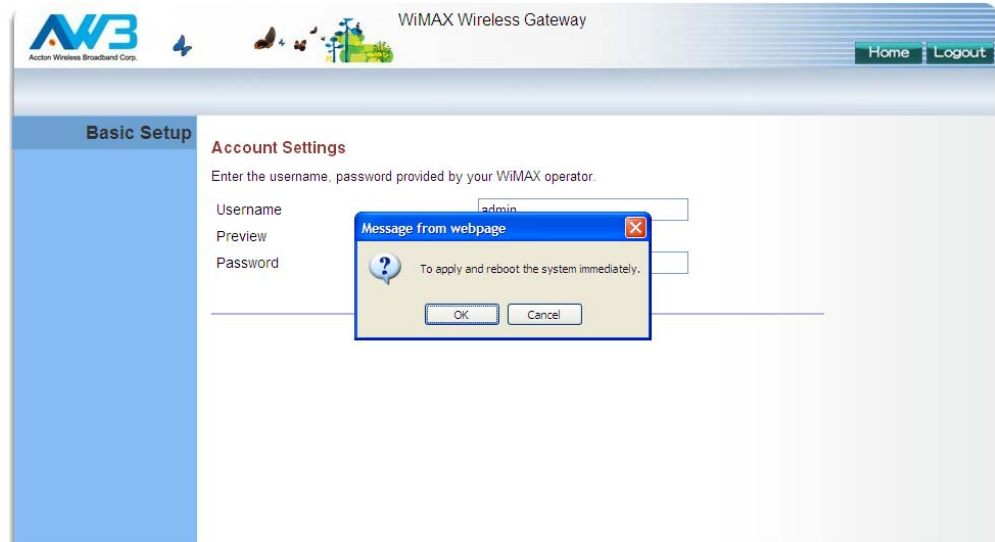 WiMAX Wireless Gateway
AW3
Accton Wireless Broadband Corp.
Home Logout
Basic Setup
Account Settings
Enter the username, password provided by your WiMAX operator.
Username admin
Preview
Password
Message from webpage
To apply and reboot the system immediately.
OK Cancel